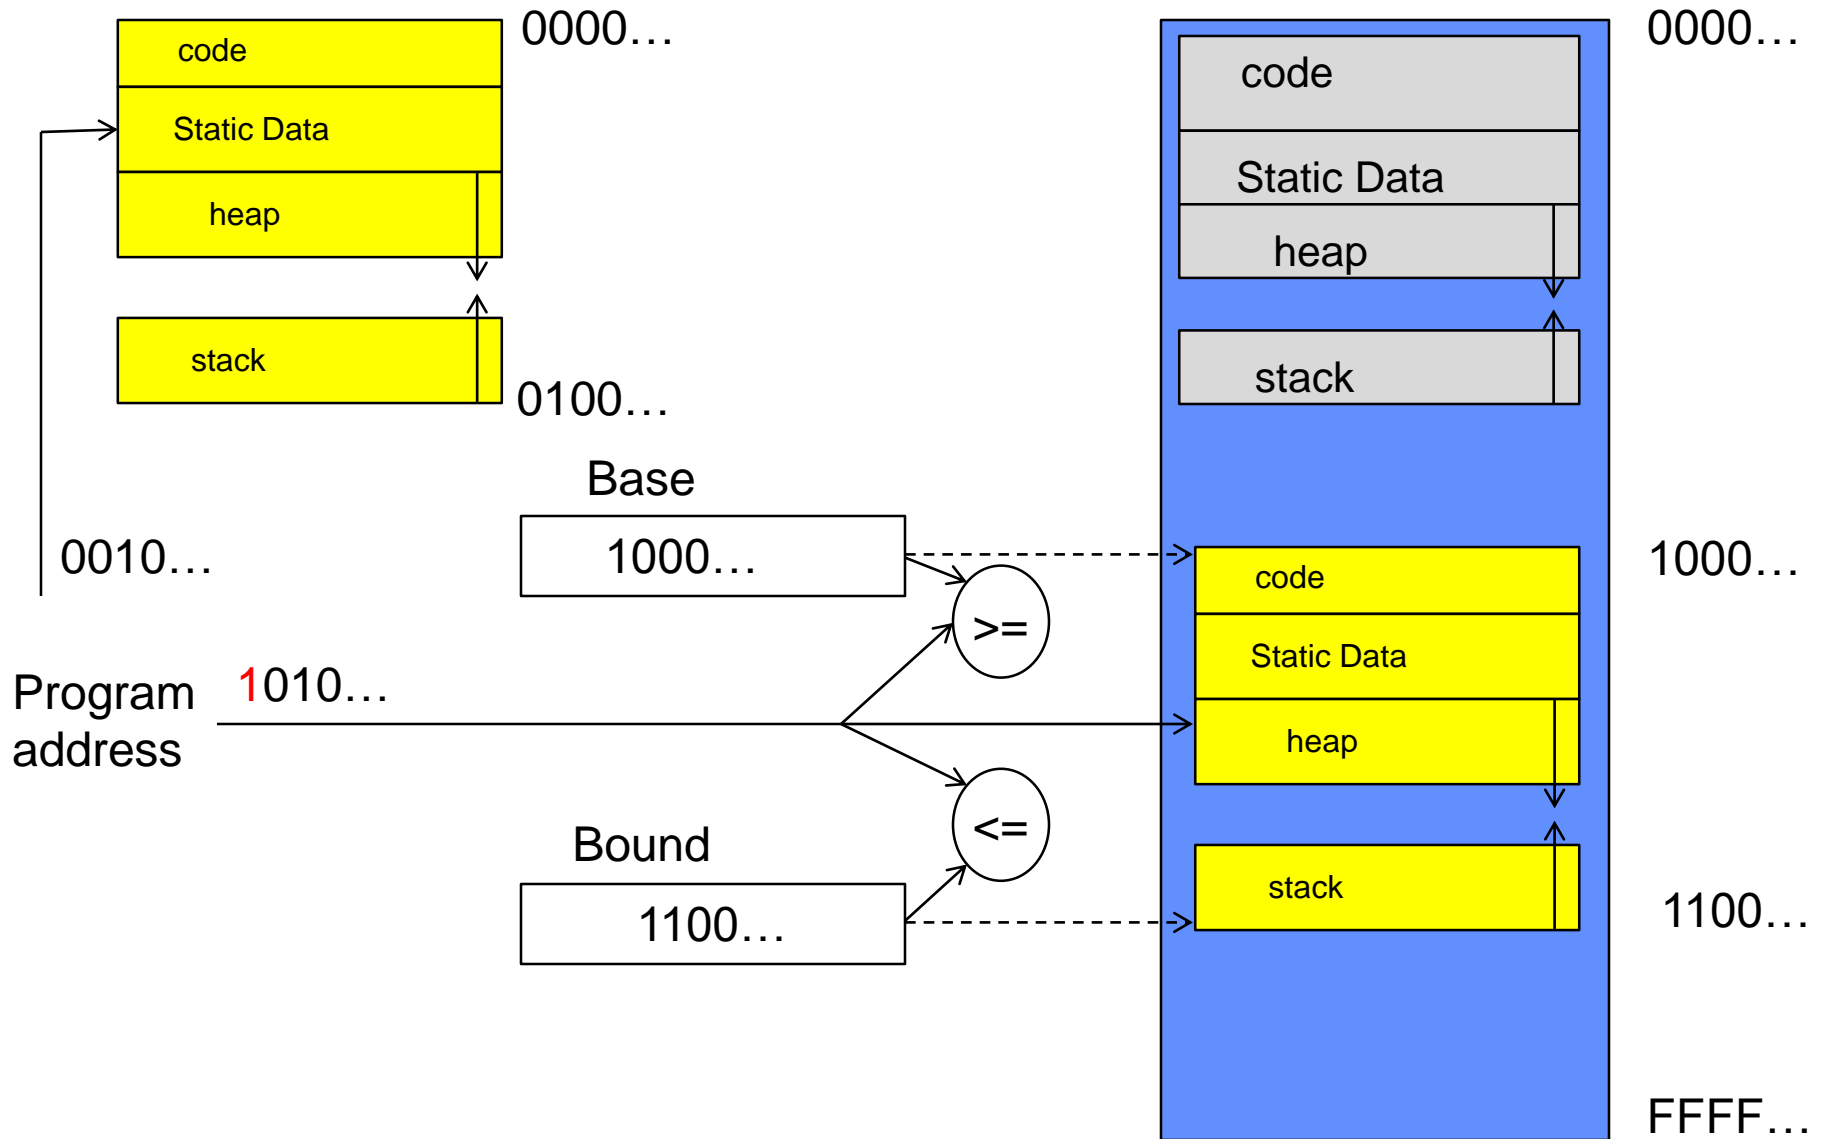 code
0000…
Static Data
heap
stack
0100…
0010…
Base
1000…
>=
Program
address
1010…
<=
Bound
1100…
0000…
code
Static Data
heap
stack
1000…
code
Static Data
heap
stack
1100…
FFFF…